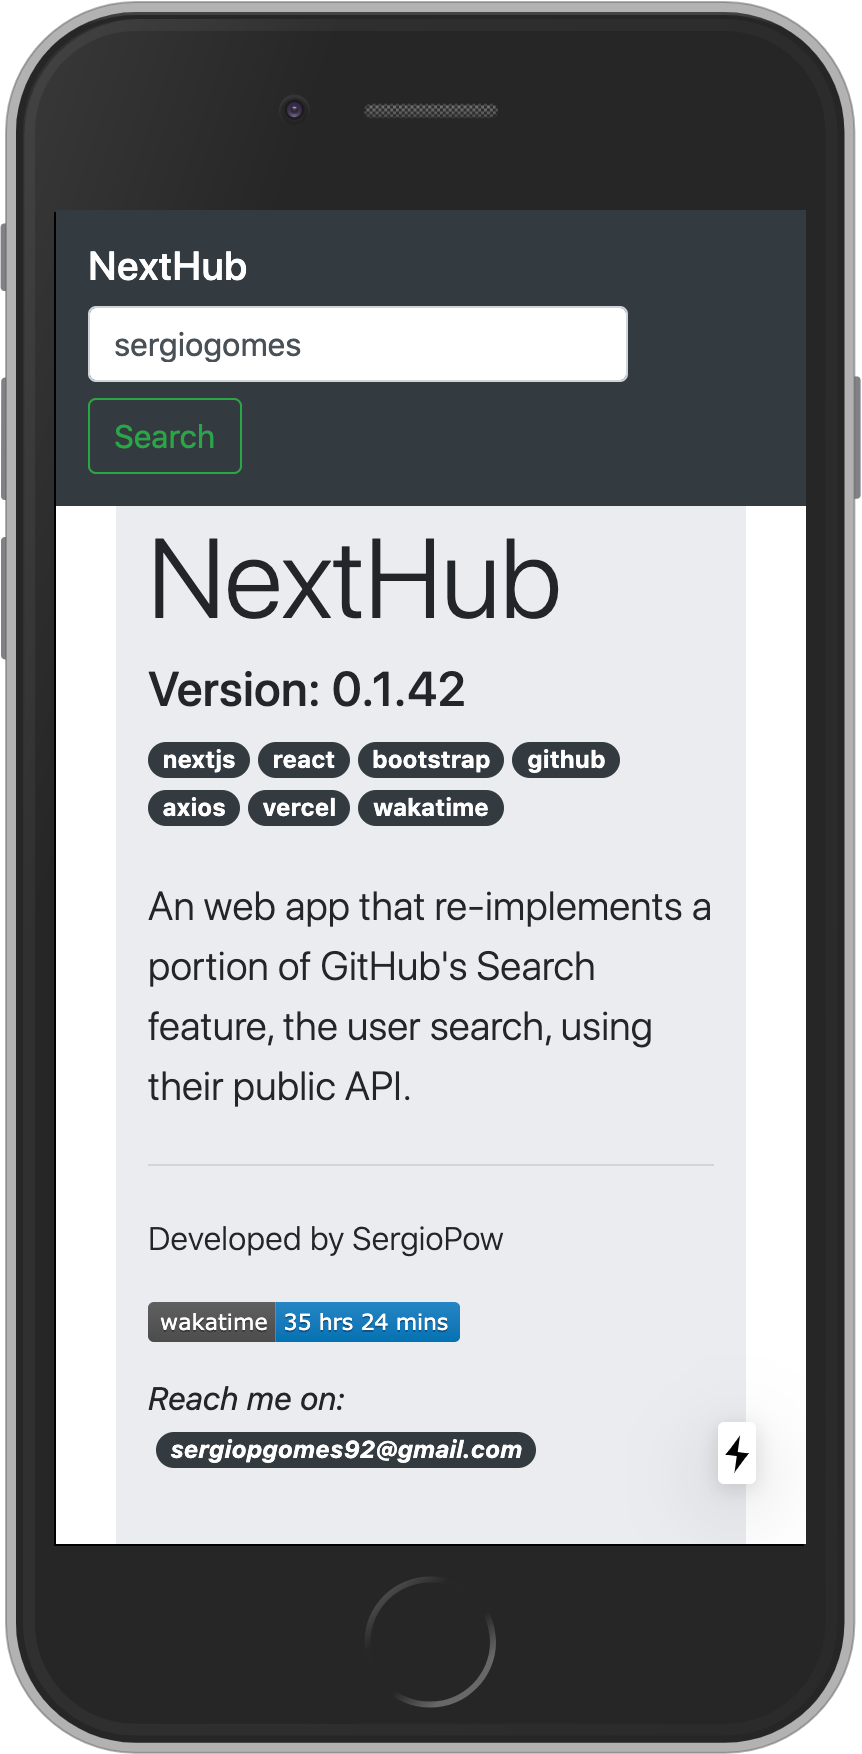 NextHub
sergiogomes
Search
NextHub
Version: 0.1.42
nextjs react bootstrap github
axios vercel wakatime
An web app that re-implements a
portion of GitHub's Search
feature, the user search, using
their public API.
Developed by SergioPow
wakatime 35 hrs 24 mins
Reach me on:
sergiopgomes92@gmail.com